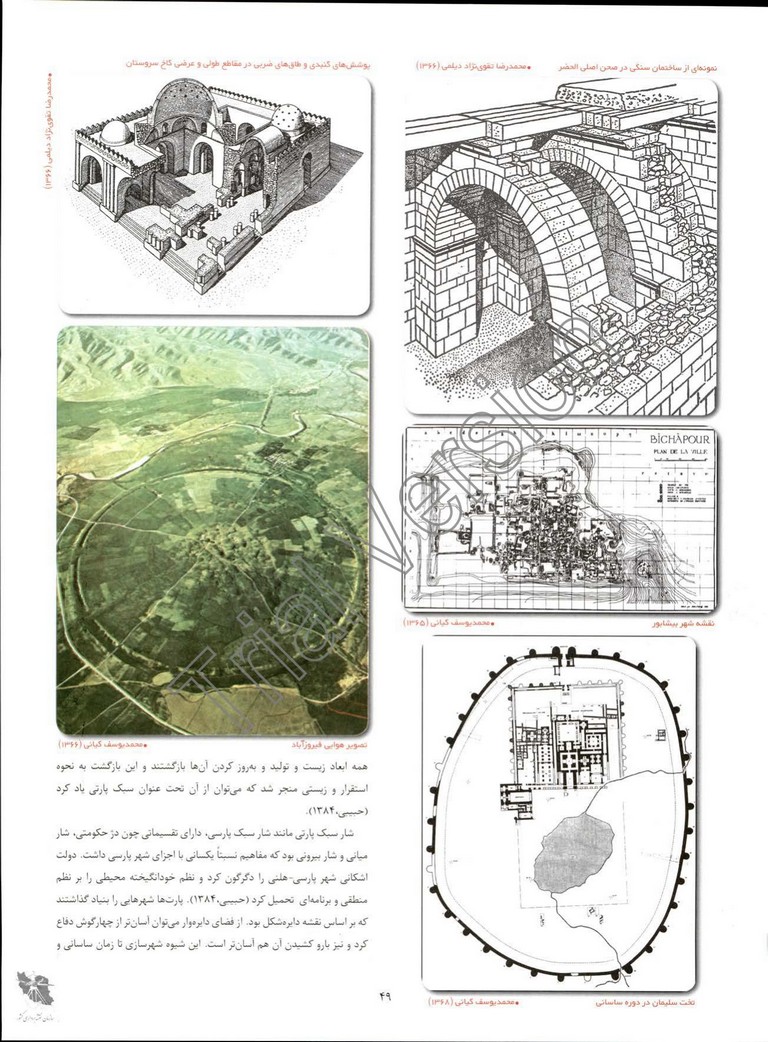 نمونه‌ای از ساختمان سنگی در صحن اصلی الحضر
●محمدرضا تقوی‌نژاد دیلمی (۱۳۶۶)
پوشش‌های گنبدی و طاق‌های ضربی در مقاطع طولی و عرضی کاخ سروستان
●محمدرضا تقوی‌نژاد دیلمی (۱۳۶۶)
BÎCHÂPOUR
PLAN DE LA VILLE
نقشه شهر بیشابور
●محمدیوسف کیانی (۱۳۶۵)
تخت سلیمان در دوره ساسانی
●محمدیوسف کیانی (۱۳۶۸)
تصویر هوایی فیروزآباد
●محمدیوسف کیانی (۱۳۶۶)
همه ابعاد زیست و تولید و به‌روز کردن آن‌ها بازگشتند و این بازگشت به نحوه
استقرار و زیستی منجر شد که می‌توان از آن تحت عنوان سبک پارتی یاد کرد
(حبیبی،۱۳۸۴).
شار سبک پارتی مانند شار سبک پارسی، دارای تقسیماتی چون دژ حکومتی، شار
میانی و شار بیرونی بود که مفاهیم نسبتاً یکسانی با اجزای شهر پارسی داشت. دولت
اشکانی شهر پارسی-هلنی را دگرگون کرد و نظم خودانگیخته محیطی را بر نظم
منطقی و برنامه‌ای تحمیل کرد (حبیبی،۱۳۸۴). پارت‌ها شهرهایی را بنیاد گذاشتند
که بر اساس نقشه دایره‌شکل بود. از فضای دایره‌وار می‌توان آسان‌تر از چهارگوش دفاع
کرد و نیز بارو کشیدن آن هم آسان‌تر است. این شیوه شهرسازی تا زمان ساسانی و
۴۹
Trial Version